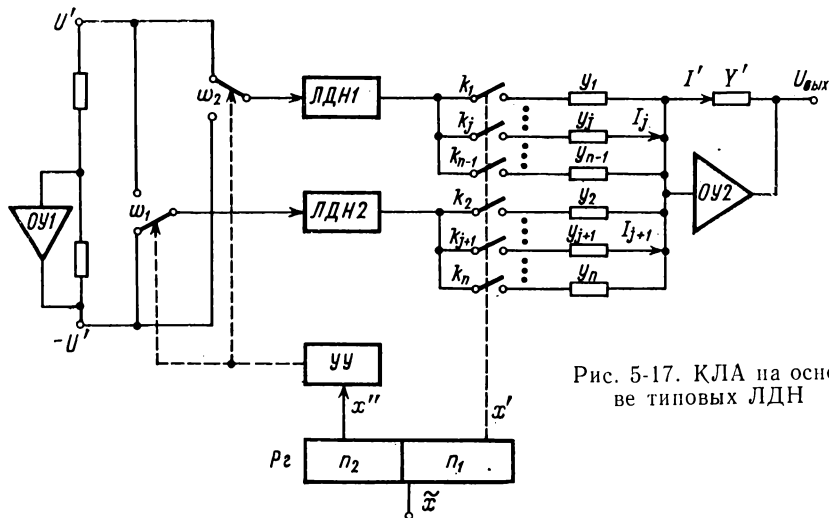 U'
ω₂
ЛДН1
k₁
y₁
I'
Y'
Uвых
kⱼ
yⱼ
Iⱼ
kₙ₋₁
yₙ₋₁
ОУ1
ω₁
ЛДН2
k₂
y₂
ОУ2
kⱼ₊₁
yⱼ₊₁
Iⱼ₊₁
kₙ
yₙ
-U'
УУ
x''
x'
Рис. 5-17. КЛА на осно-
ве типовых ЛДН
Рг
n₂
n₁
x̃